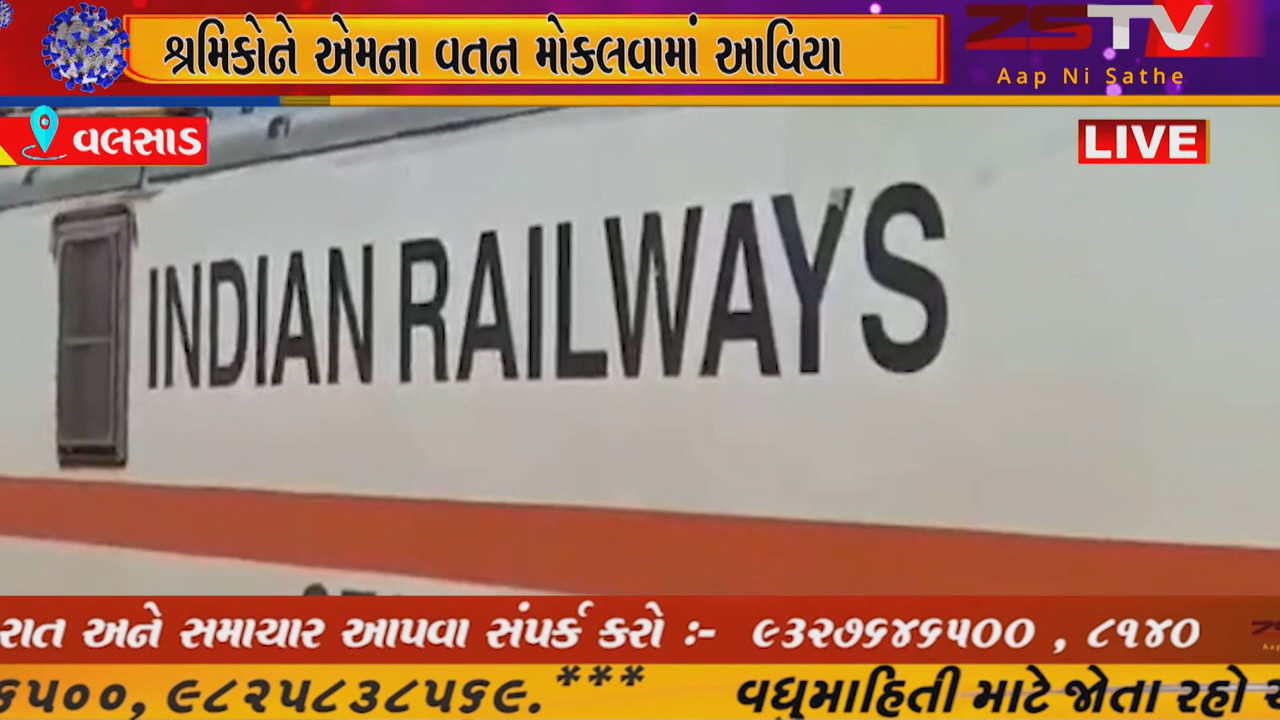 શ્રમિકોને એમના વતન મોકલવામાં આવિયા
ZSTV
Aap Ni Sathe
વલસાડ
LIVE
INDIAN RAILWAYS
રાત અને સમાચાર આપવા સંપર્ક કરો :- ૯૩૨૭૬૪૬૫૦૦ , ૮૧૪૦
૬૫૦૦, ૯૮૨૫૮૩૮૫૬૯. *** વધુમાહિતી માટે જોતા રહો